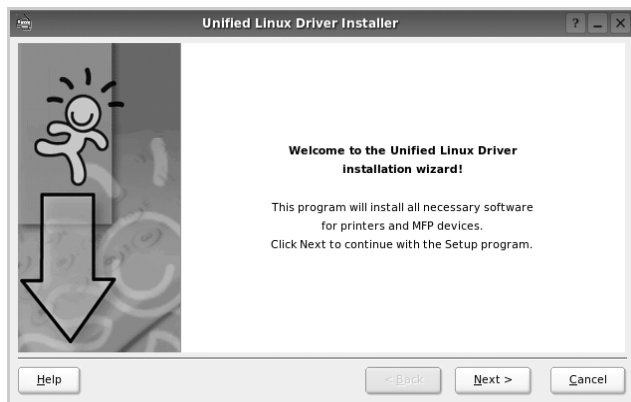 Unified Linux Driver Installer
?
Welcome to the Unified Linux Driver
installation wizard!
This program will install all necessary software
for printers and MFP devices.
Click Next to continue with the Setup program.
Help
< Back
Next >
Cancel